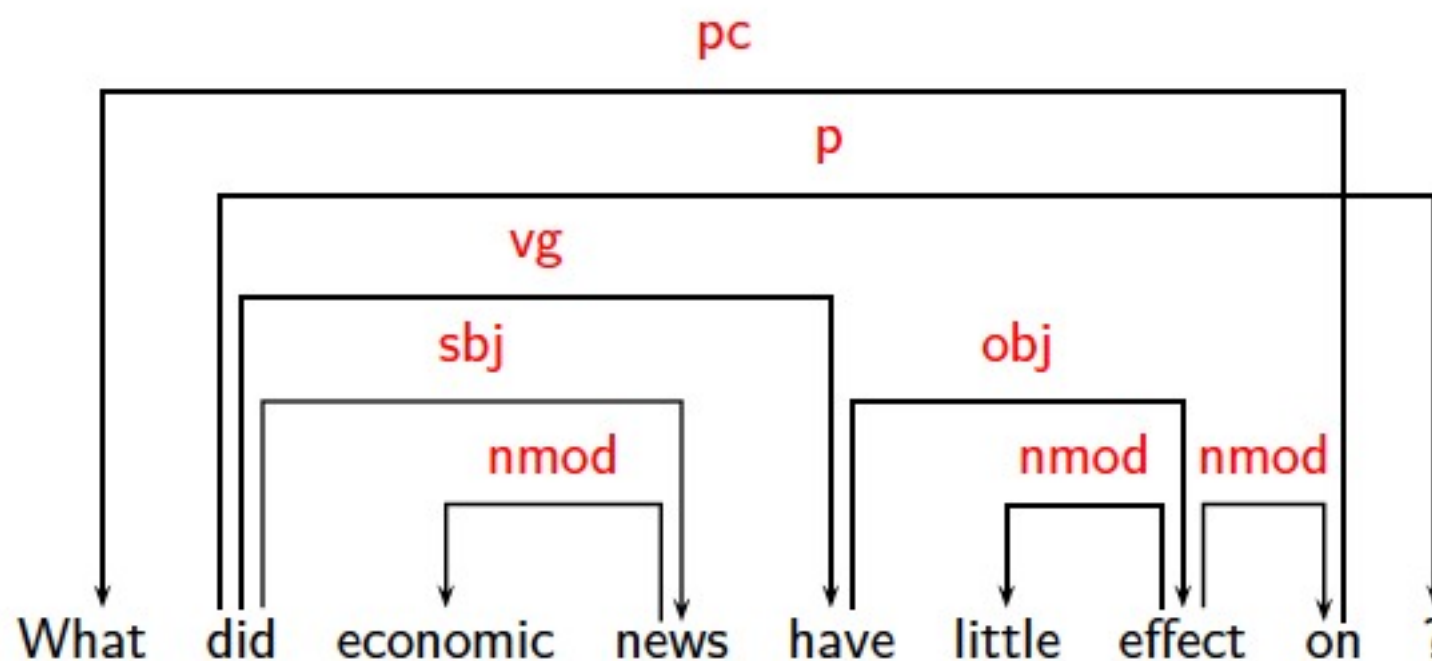 pc
p
vg
sbj obj
nmod nmod nmod
What did economic news have little effect on ?